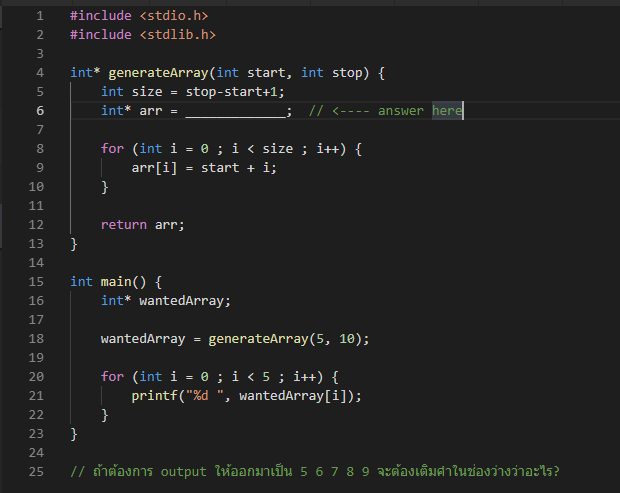 1 #include <stdio.h>
2 #include <stdlib.h>
3
4 int* generateArray(int start, int stop) {
5     int size = stop-start+1;
6     int* arr = _____________;  // <---- answer here
7
8     for (int i = 0 ; i < size ; i++) {
9         arr[i] = start + i;
10     }
11
12     return arr;
13 }
14
15 int main() {
16     int* wantedArray;
17
18     wantedArray = generateArray(5, 10);
19
20     for (int i = 0 ; i < 5 ; i++) {
21         printf("%d ", wantedArray[i]);
22     }
23 }
24
25 // ถ้าต้องการ output ให้ออกมาเป็น 5 6 7 8 9 จะต้องเติมคำในช่องว่างว่าอะไร?